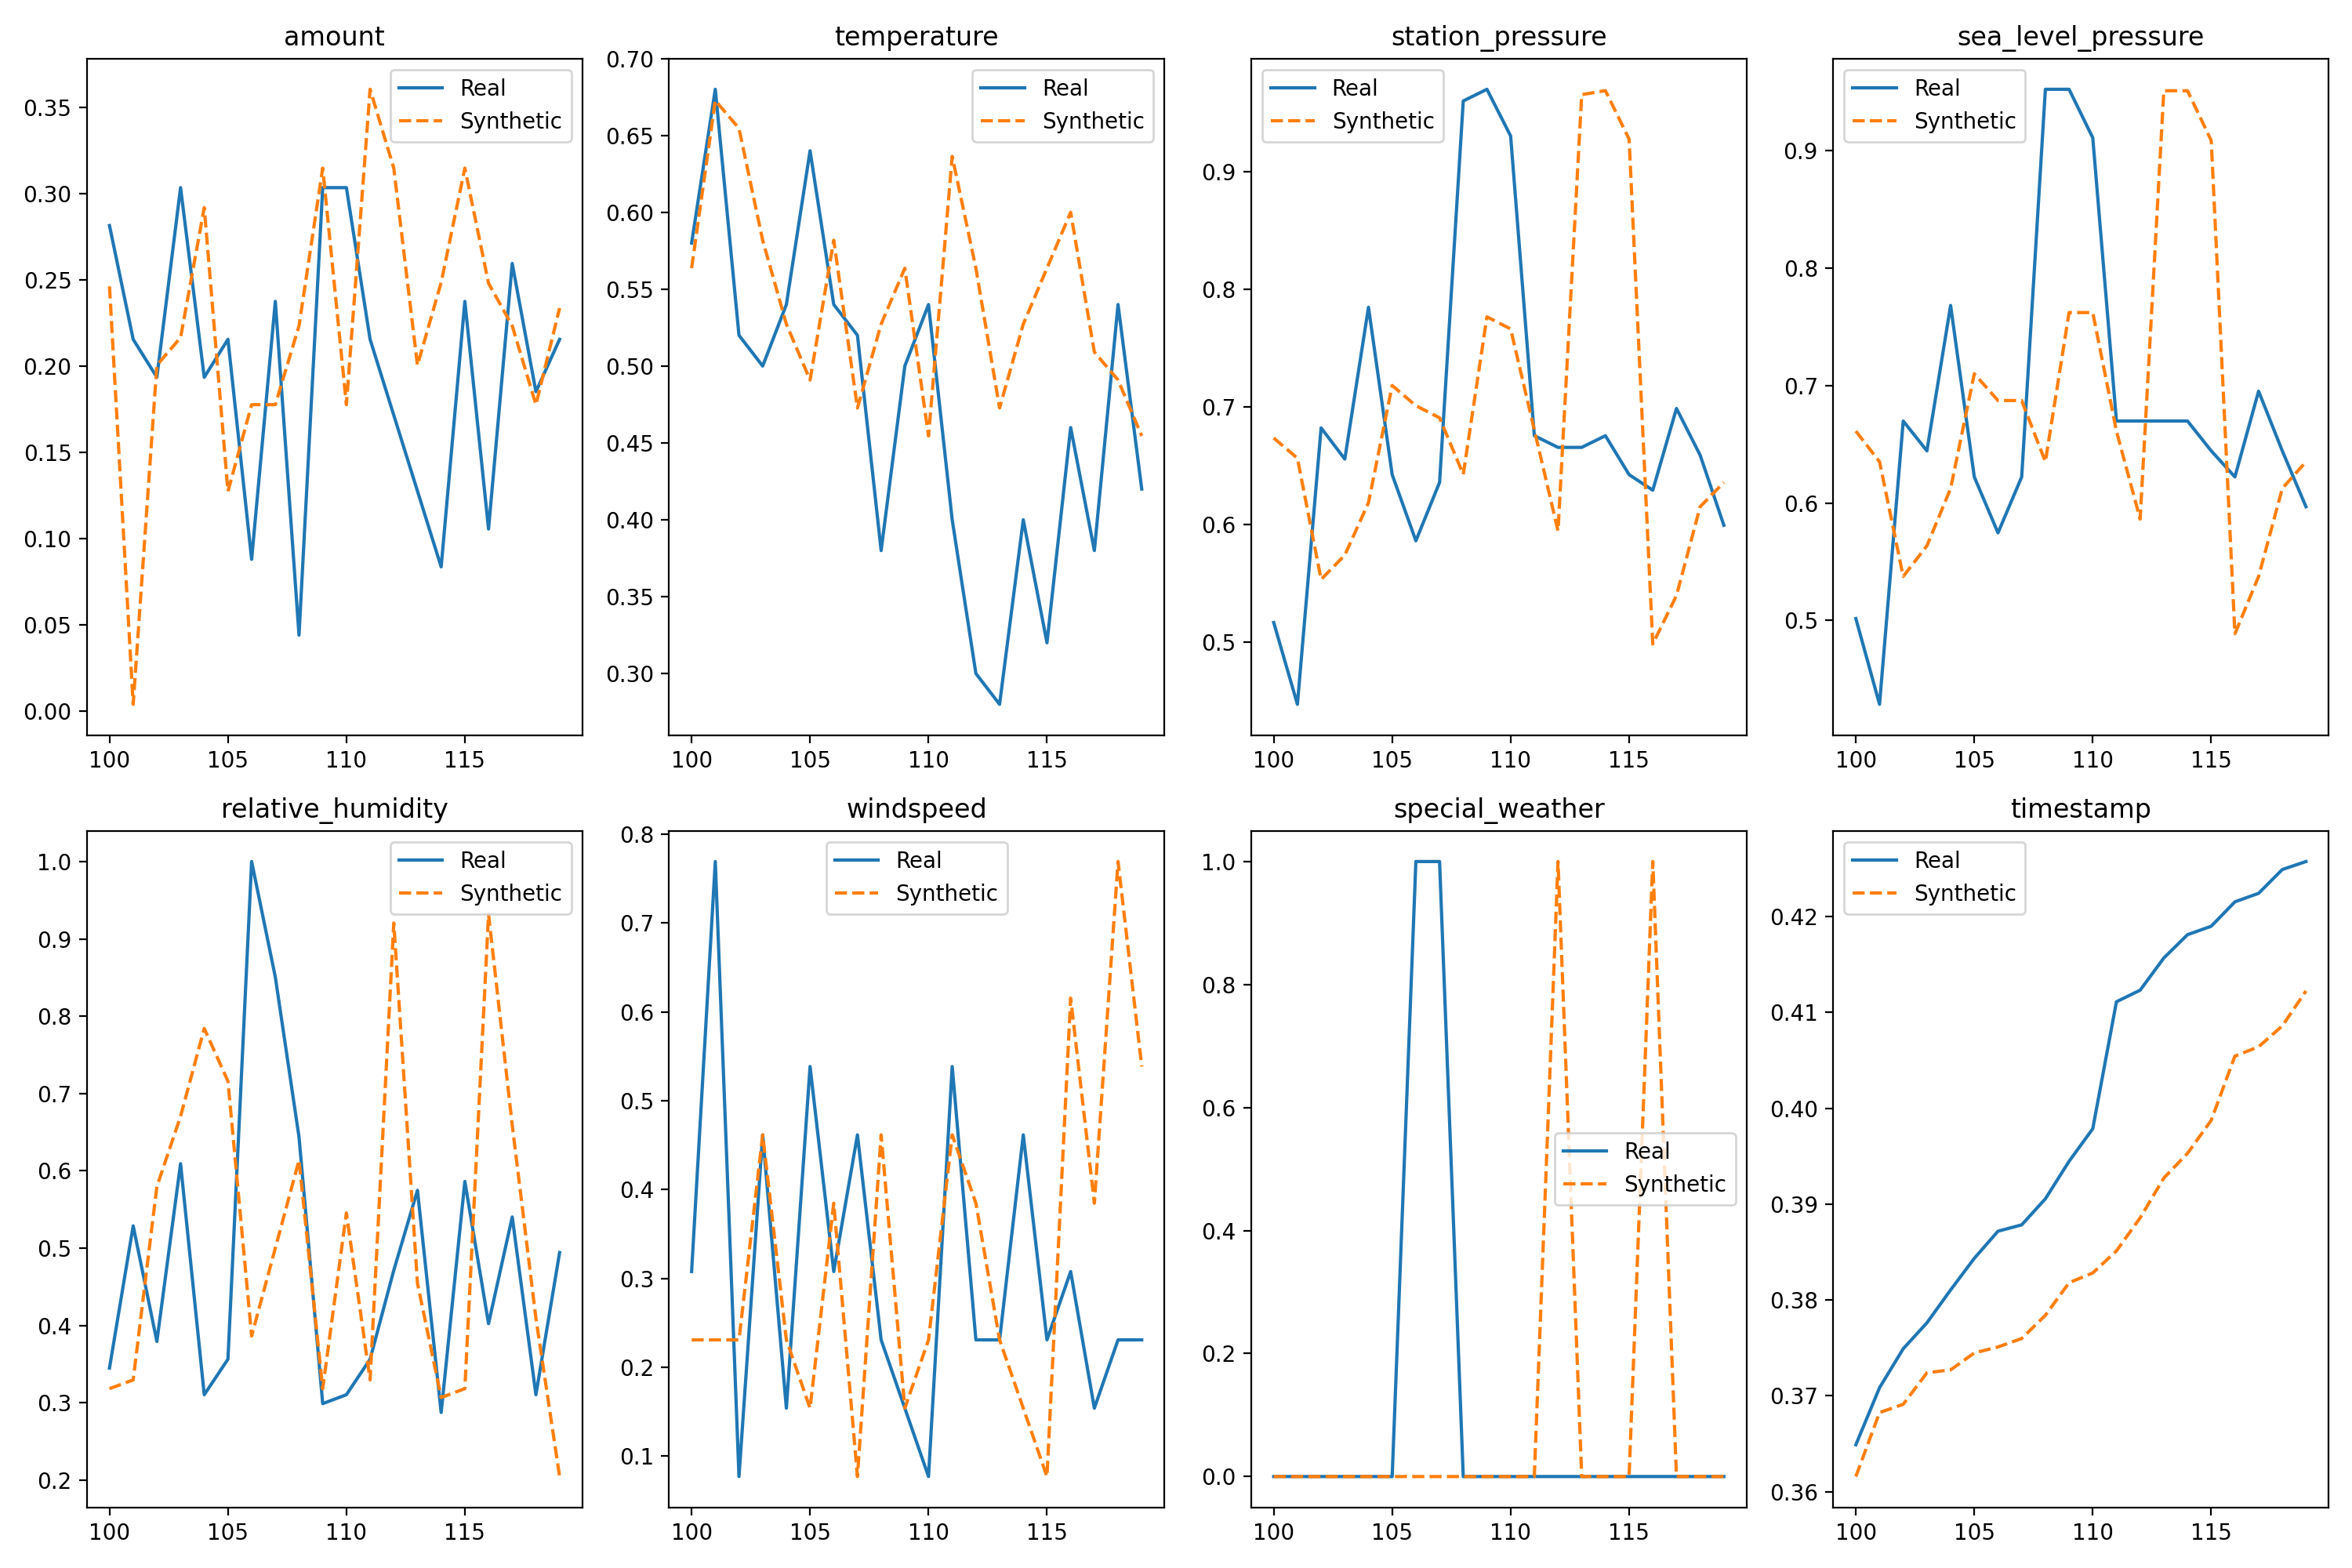 amount
0.35
0.30
0.25
0.20
0.15
0.10
0.05
0.00
100 105 110 115
Real
Synthetic
temperature
0.70
0.65
0.60
0.55
0.50
0.45
0.40
0.35
0.30
100 105 110 115
Real
Synthetic
station_pressure
0.9
0.8
0.7
0.6
0.5
100 105 110 115
Real
Synthetic
sea_level_pressure
0.9
0.8
0.7
0.6
0.5
100 105 110 115
Real
Synthetic
relative_humidity
1.0
0.9
0.8
0.7
0.6
0.5
0.4
0.3
0.2
100 105 110 115
Real
Synthetic
windspeed
0.8
0.7
0.6
0.5
0.4
0.3
0.2
0.1
100 105 110 115
Real
Synthetic
special_weather
1.0
0.8
0.6
0.4
0.2
0.0
100 105 110 115
Real
Synthetic
timestamp
0.42
0.41
0.40
0.39
0.38
0.37
0.36
100 105 110 115
Real
Synthetic